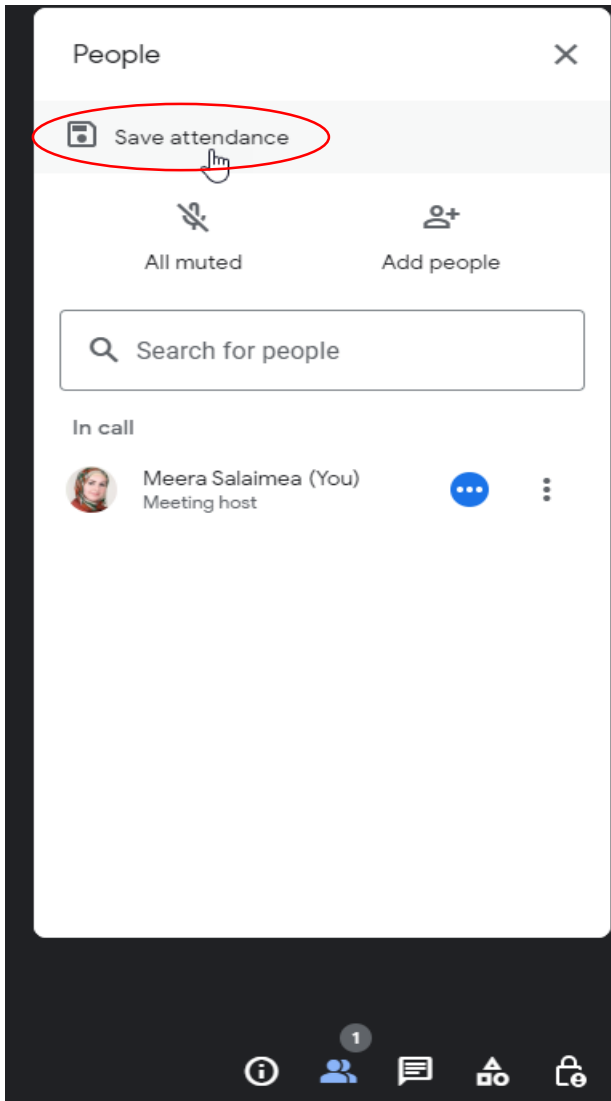 People
Save attendance
All muted
Add people
Search for people
In call
Meera Salaimea (You)
Meeting host
1